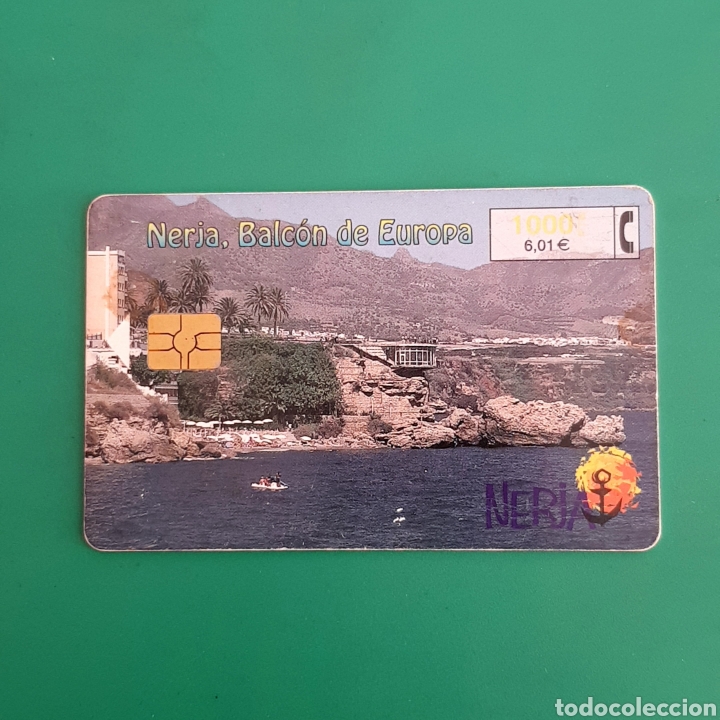 Nerja, Balcón de Europa
1000
6,01 €
NERJA
todocoleccion